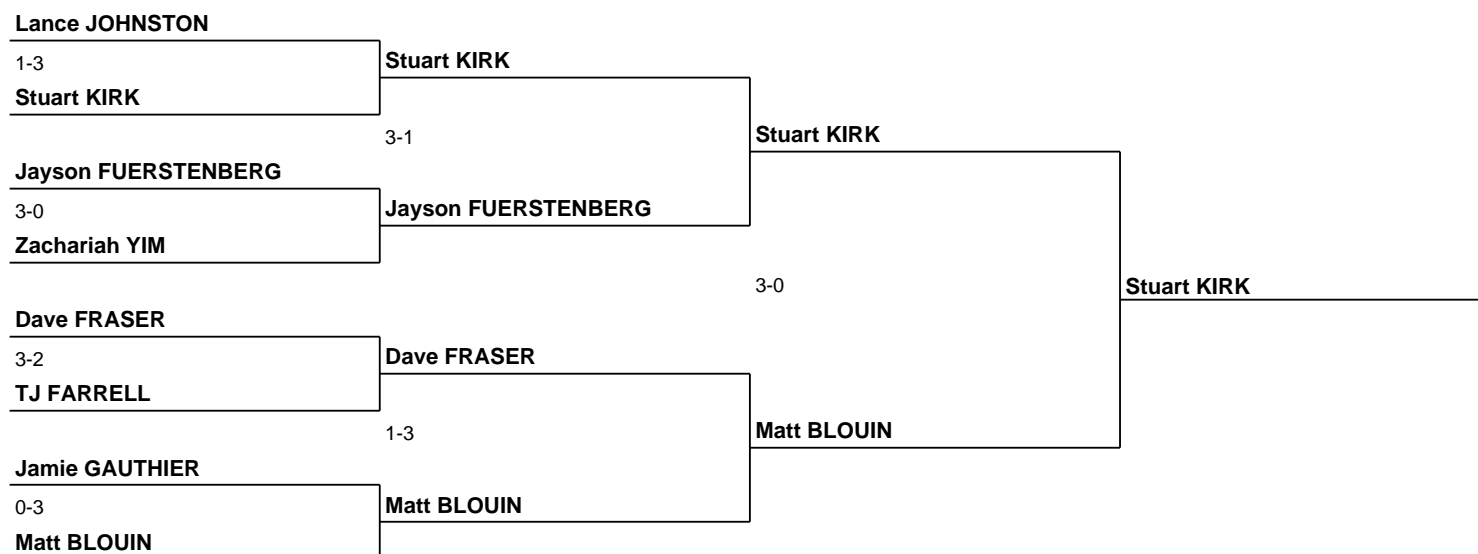 Lance JOHNSTON
1-3
Stuart KIRK
Stuart KIRK
3-1
Stuart KIRK
Jayson FUERSTENBERG
3-0
Jayson FUERSTENBERG
Zachariah YIM
3-0
Stuart KIRK
Dave FRASER
3-2
Dave FRASER
TJ FARRELL
1-3
Matt BLOUIN
Jamie GAUTHIER
0-3
Matt BLOUIN
Matt BLOUIN